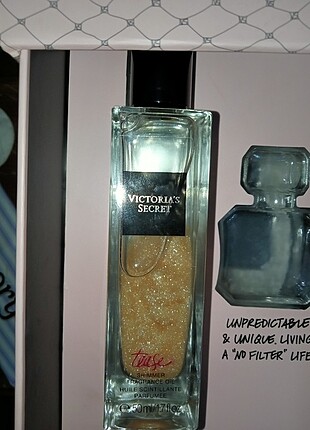 VICTORIA'S
SECRET
tease
SHIMMER
FRAGRANCE OIL
HUILE SCINTILLANTE
PARFUMÉE
UNPREDICTABLE
& UNIQUE. LIVING
A "NO FILTER" LIFE